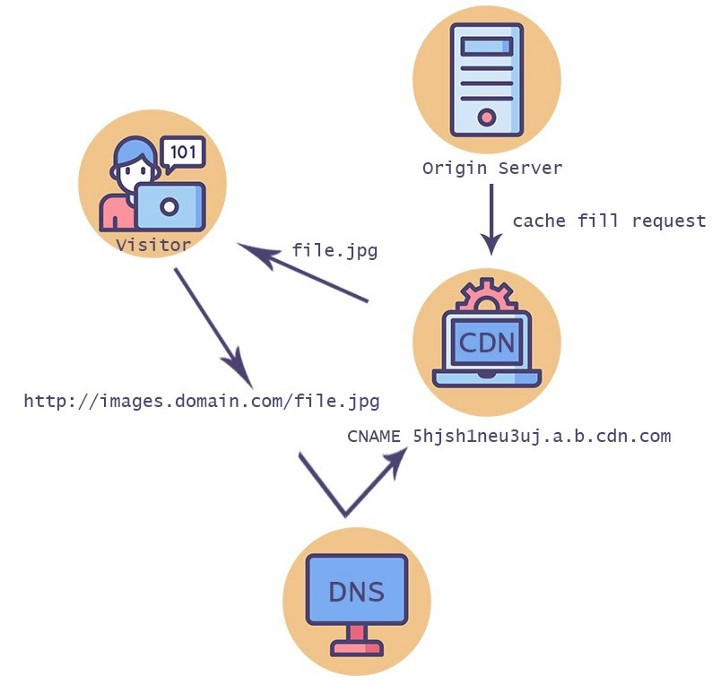 Origin Server
101
Visitor
cache fill request
file.jpg
CDN
http://images.domain.com/file.jpg
CNAME 5hjsh1neu3uj.a.b.cdn.com
DNS